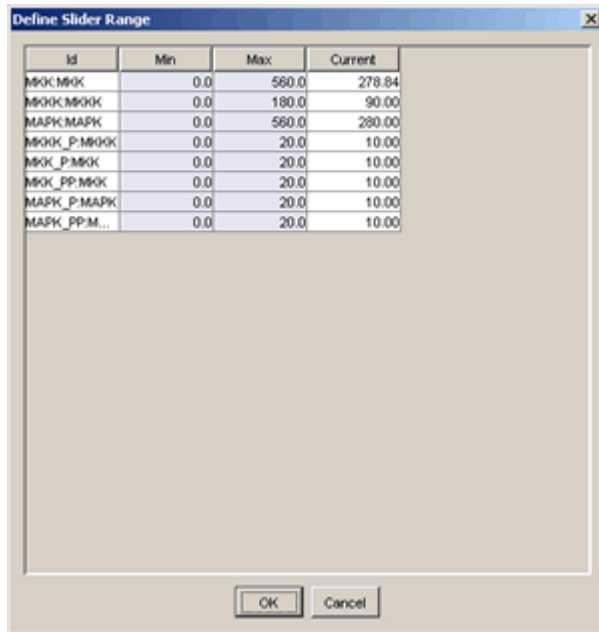 Define Slider Range
Id Min Max Current
MKK:MKK 0.0 560.0 278.84
MKKK:MKKK 0.0 180.0 90.00
MAPK:MAPK 0.0 560.0 280.00
MKKK_P:MKKK 0.0 20.0 10.00
MKK_P:MKK 0.0 20.0 10.00
MKK_PP:MKK 0.0 20.0 10.00
MAPK_P:MAPK 0.0 20.0 10.00
MAPK_PP:M... 0.0 20.0 10.00
OK Cancel